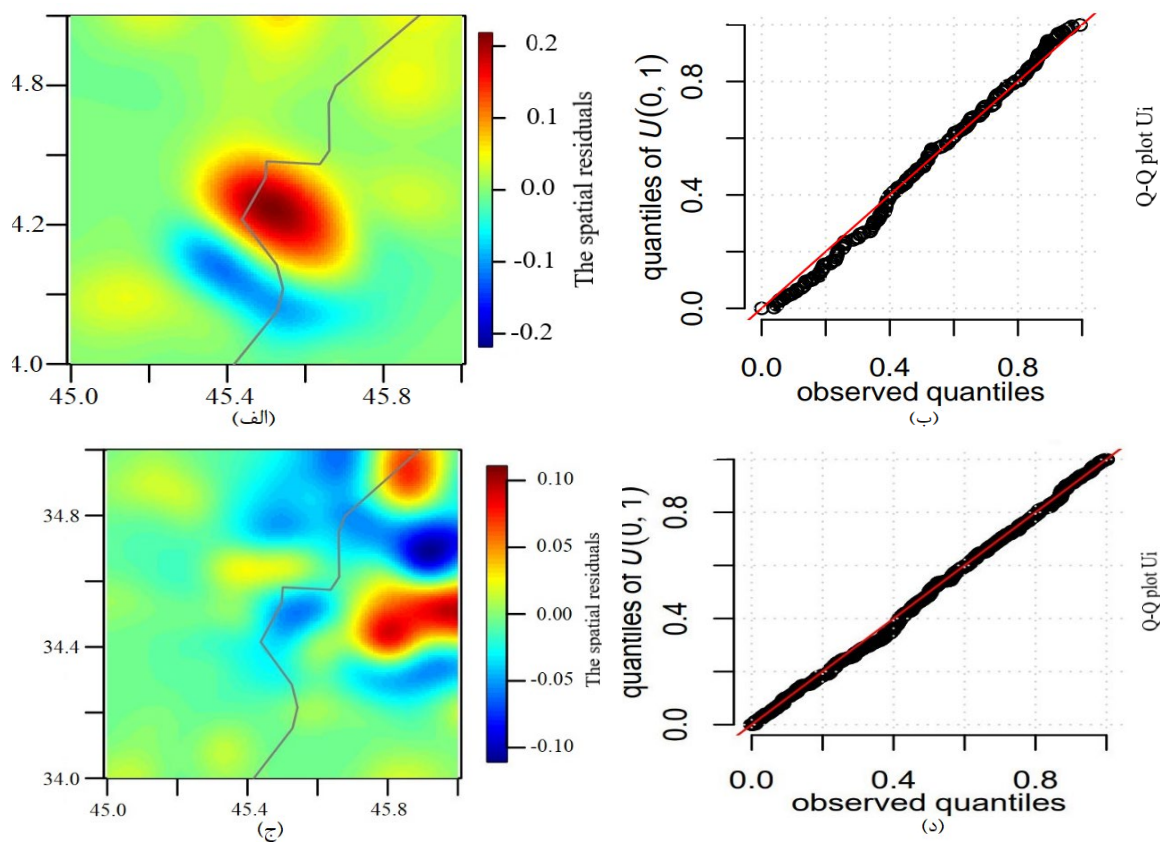 4.8
4.2
4.0
45.0 45.4 45.8
0.2
0.1
0.0
-0.1
-0.2
The spatial residuals
(الف)
quantiles of U(0, 1)
0.8
0.4
0.0
0.0 0.4 0.8
observed quantiles
(ب)
Q-Q plot Ui
34.8
34.4
34.0
45.0 45.4 45.8
0.10
0.05
0.00
-0.05
-0.10
The spatial residuals
(ج)
quantiles of U(0, 1)
0.8
0.4
0.0
0.0 0.4 0.8
observed quantiles
(د)
Q-Q plot Ui